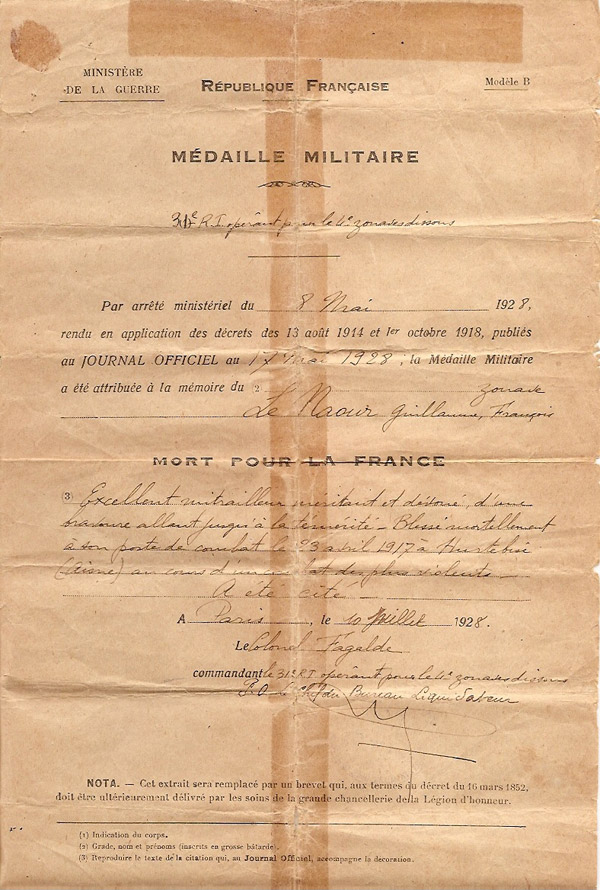 MINISTÈRE
DE LA GUERRE
RÉPUBLIQUE FRANÇAISE
Modèle B
MÉDAILLE MILITAIRE
31e R.I. opérant pour le 4e zouaves dissous
Par arrêté ministériel du 8 Mai 1928,
rendu en application des décrets des 13 août 1914 et 1er octobre 1918, publiés
au JOURNAL OFFICIEL au 17 Mai 1928 ; la Médaille Militaire
a été attribuée à la mémoire du (2) zouave
Le Naour Guillaume, François
MORT POUR LA FRANCE
(3) Excellent mitrailleur méritant et dévoué, d'une
bravoure allant jusqu'à la témérité - Blessé mortellement
à son poste de combat le 23 avril 1917 à Hurtebise
(Aisne) au cours d'un combat des plus violents -
A été cité -
A Paris, le 10 Juillet 1928.
Le Colonel Fagalde
commandant le 31e R.I. opérant pour le 4e zouaves dissous
P.O. le Chef du Bureau Liquidateur
NOTA. — Cet extrait sera remplacé par un brevet qui, aux termes du décret du 16 mars 1852,
doit être ultérieurement délivré par les soins de la grande chancellerie de la Légion d'honneur.
(1) Indication du corps.
(2) Grade, nom et prénoms (inscrits en grosse bâtarde).
(3) Reproduire le texte de la citation qui, au Journal Officiel, accompagne la décoration.